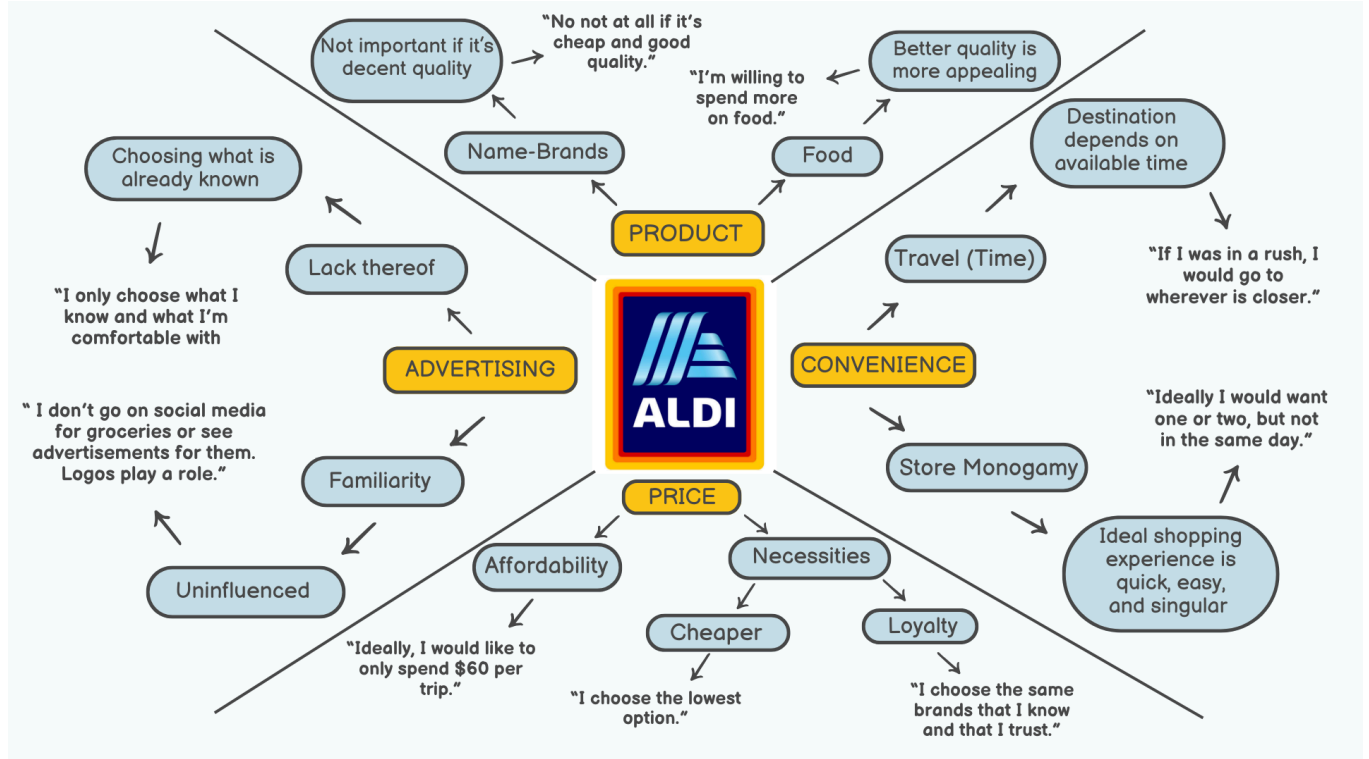 PRODUCT
Name-Brands
Not important if it's
decent quality
“No not at all if it's
cheap and good
quality.”
Food
Better quality is
more appealing
“I'm willing to
spend more
on food.”
CONVENIENCE
Travel (Time)
Destination
depends on
available time
“If I was in a rush, I
would go to
wherever is closer.”
Store Monogamy
Ideal shopping
experience is
quick, easy,
and singular
“Ideally I would want
one or two, but not
in the same day.”
ADVERTISING
Lack thereof
Choosing what is
already known
“I only choose what I
know and what I'm
comfortable with
Familiarity
Uninfluenced
“ I don't go on social media
for groceries or see
advertisements for them.
Logos play a role.”
ALDI
PRICE
Affordability
“Ideally, I would like to
only spend $60 per
trip.”
Necessities
Cheaper
“I choose the lowest
option.”
Loyalty
“I choose the same
brands that I know
and that I trust.”